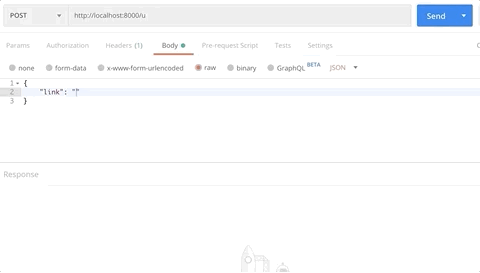 POST http://localhost:8000/u Send
Params Authorization Headers (1) Body Pre-request Script Tests Settings
none form-data x-www-form-urlencoded raw binary GraphQL BETA JSON
1 {
2 "link": ""
3 }
Response